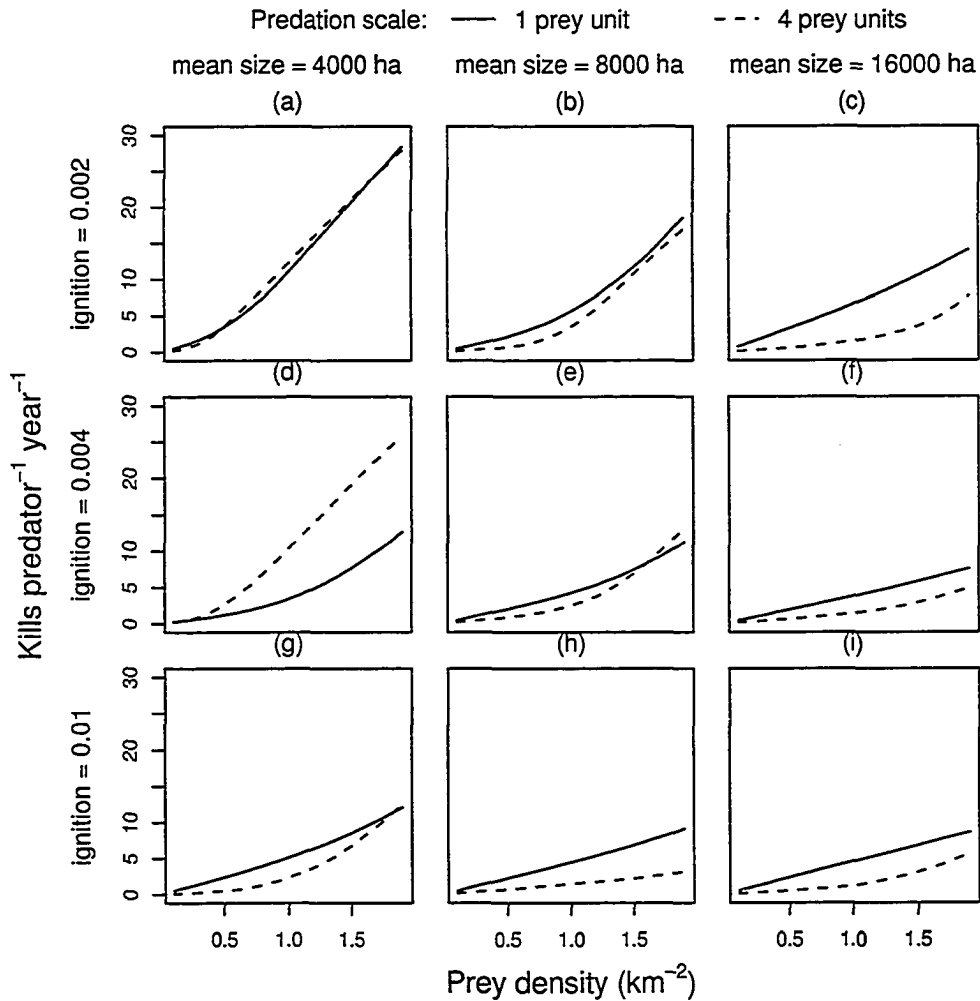 Predation scale: 1 prey unit 4 prey units
mean size = 4000 ha mean size = 8000 ha mean size = 16000 ha
(a) (b) (c)
Kills predator⁻¹ year⁻¹
ignition = 0.002
30
20
10
5
0
(d) (e) (f)
ignition = 0.004
30
20
10
5
0
(g) (h) (i)
ignition = 0.01
30
20
10
5
0
0.5 1.0 1.5 0.5 1.0 1.5 0.5 1.0 1.5
Prey density (km⁻²)